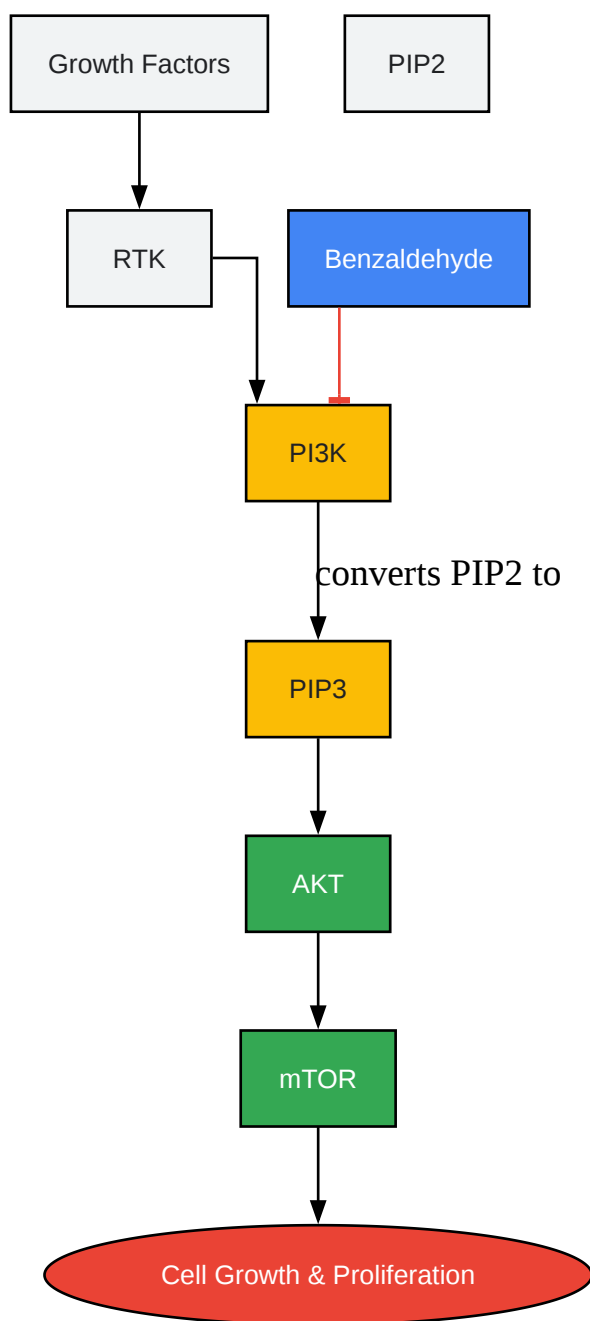 Growth Factors
PIP2
RTK
Benzaldehyde
PI3K
converts PIP2 to
PIP3
AKT
mTOR
Cell Growth & Proliferation